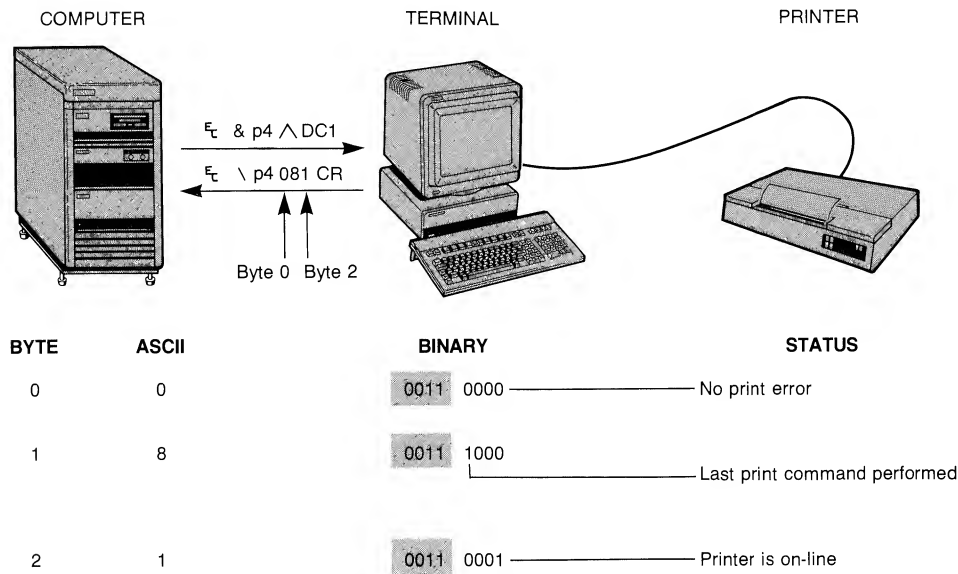 COMPUTER TERMINAL PRINTER
E​c & p4 ^ DC1
E​c \ p4 081 CR
Byte 0 Byte 2
BYTE ASCII BINARY STATUS
0 0 0011 0000 No print error
1 8 0011 1000
Last print command performed
2 1 0011 0001 Printer is on-line